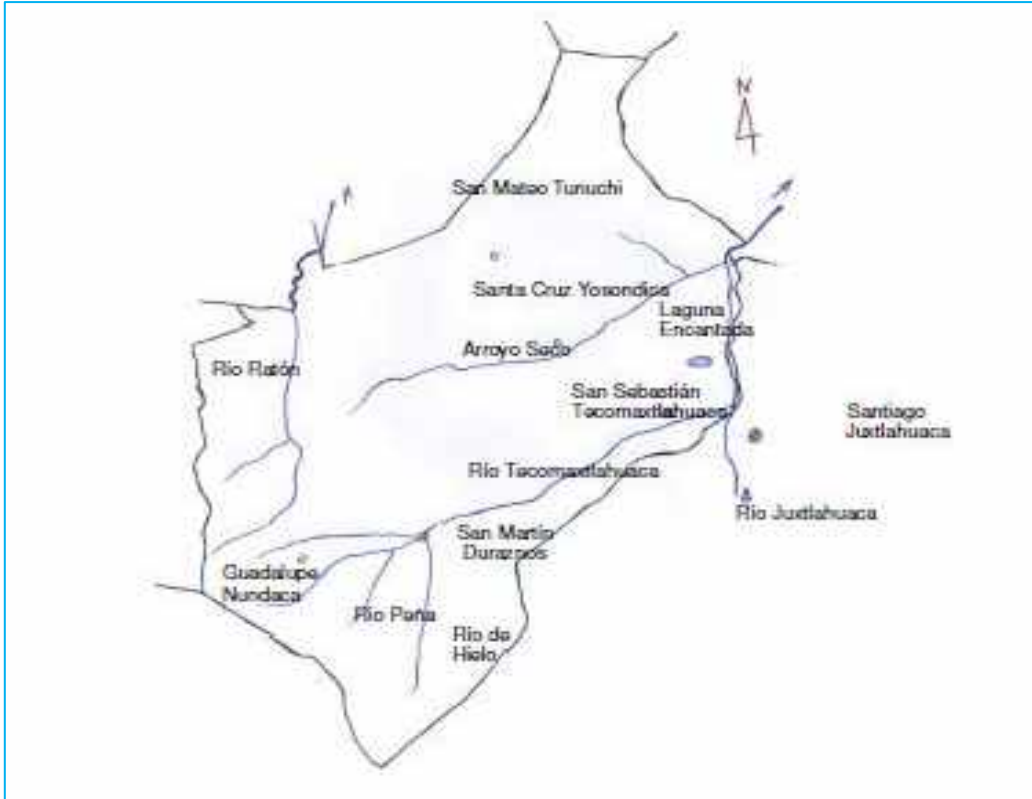 N
San Mateo Tunuchi
Santa Cruz Yosondica
Laguna
Encantada
Arroyo Seco
Río Ratón
San Sebastián
Tecomaxtlahuaca
Santiago
Juxtlahuaca
Río Tecomaxtlahuaca
Río Juxtlahuaca
San Martín
Duraznos
Guadalupe
Nundaca
Río Peña
Río de
Hielo